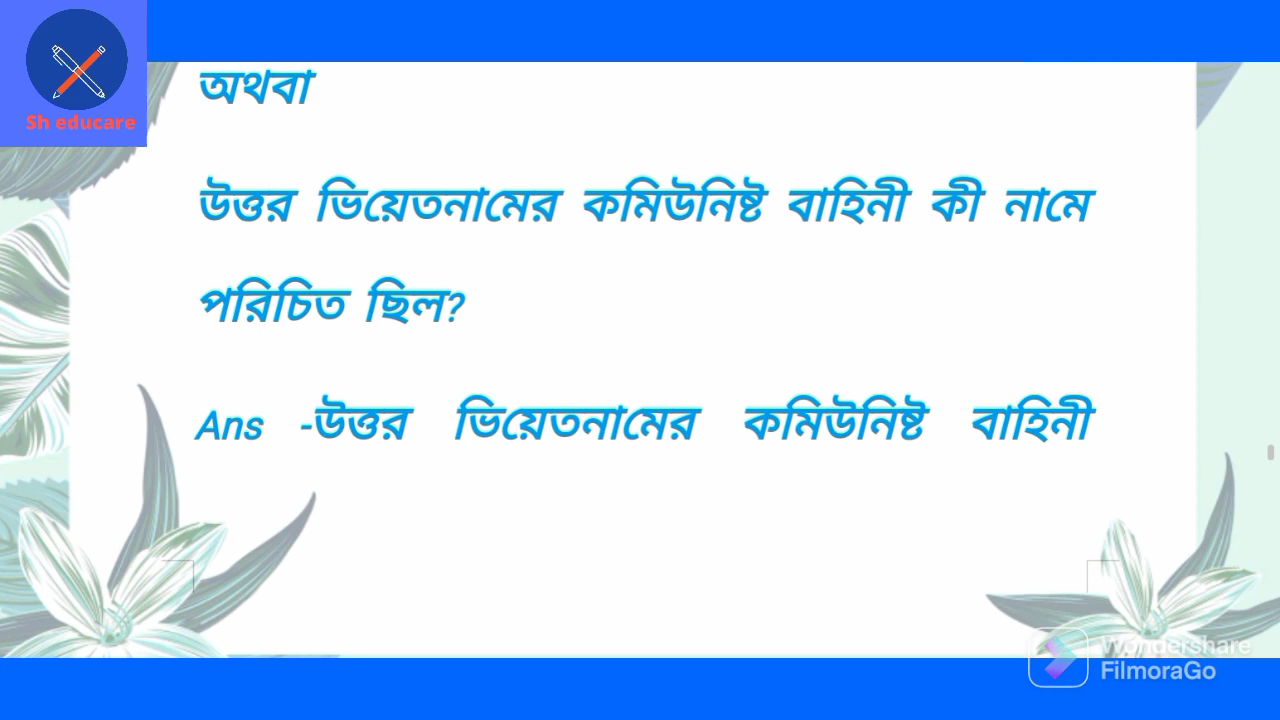 Sh educare
অথবা
উত্তর ভিয়েতনামের কমিউনিষ্ট বাহিনী কী নামে
পরিচিত ছিল?
Ans -উত্তর ভিয়েতনামের কমিউনিষ্ট বাহিনী
Wondershare
FilmoraGo